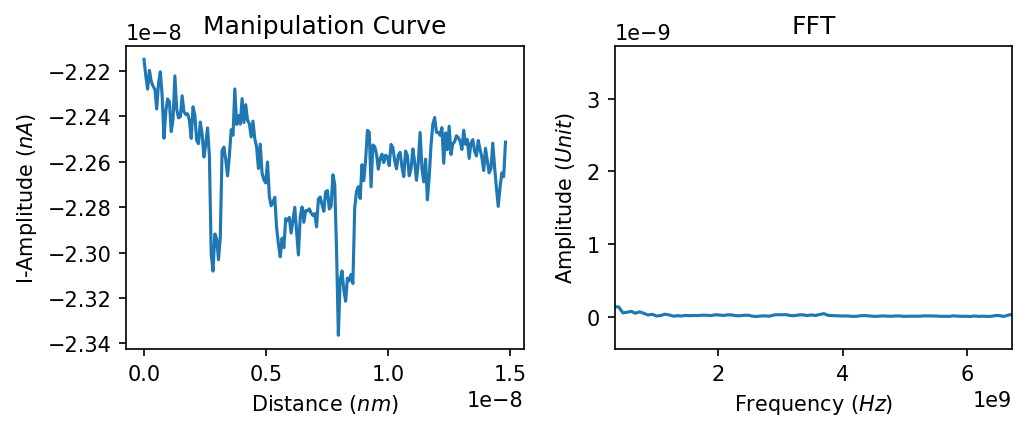 Manipulation Curve
1e−8
I-Amplitude (nA)
−2.22
−2.24
−2.26
−2.28
−2.30
−2.32
−2.34
0.0 0.5 1.0 1.5
Distance (nm) 1e−8
FFT
1e−9
Amplitude (Unit)
3
2
1
0
2 4 6
Frequency (Hz) 1e9